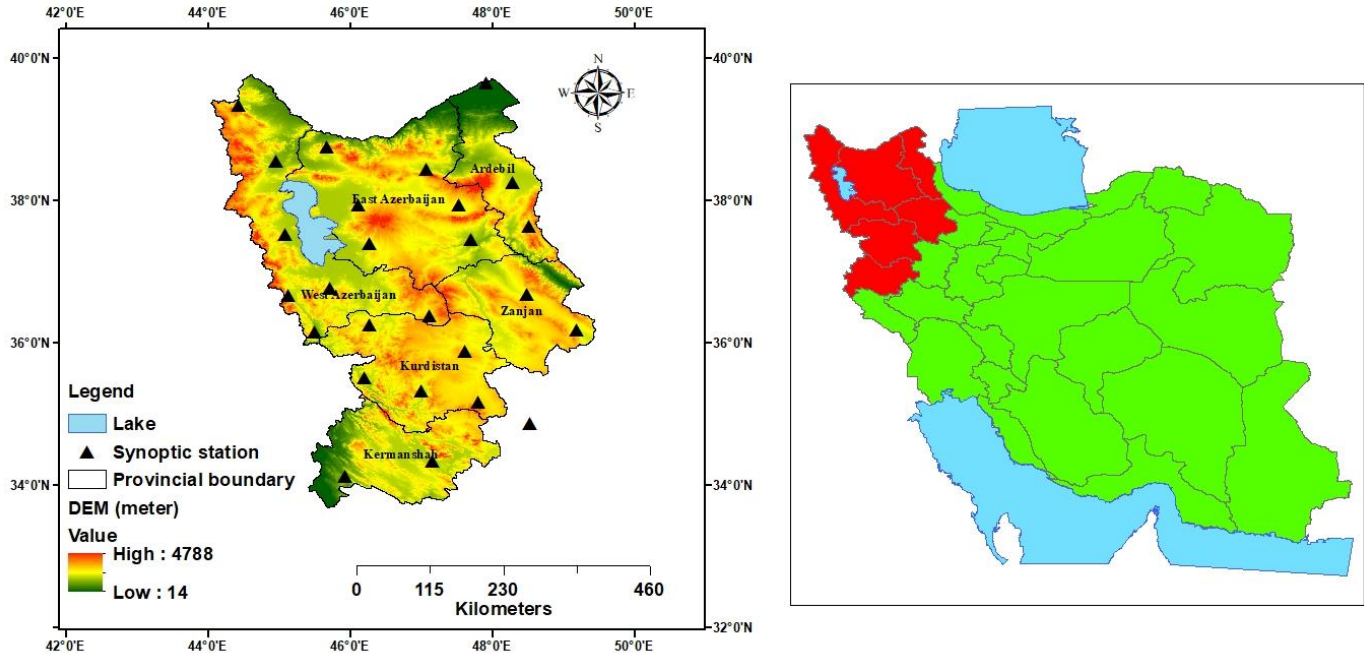 42°0'E 44°0'E 46°0'E 48°0'E 50°0'E
40°0'N 40°0'N
N
W E
S
Ardebil
38°0'N East Azerbaijan 38°0'N
West Azerbaijan
Zanjan
36°0'N 36°0'N
Kurdistan
Legend
Lake
Synoptic station
Kermanshah
Provincial boundary
34°0'N 34°0'N
DEM (meter)
Value
High : 4788
Low : 14
0 115 230 460
Kilometers
32°0'N
42°0'E 44°0'E 46°0'E 48°0'E 50°0'E